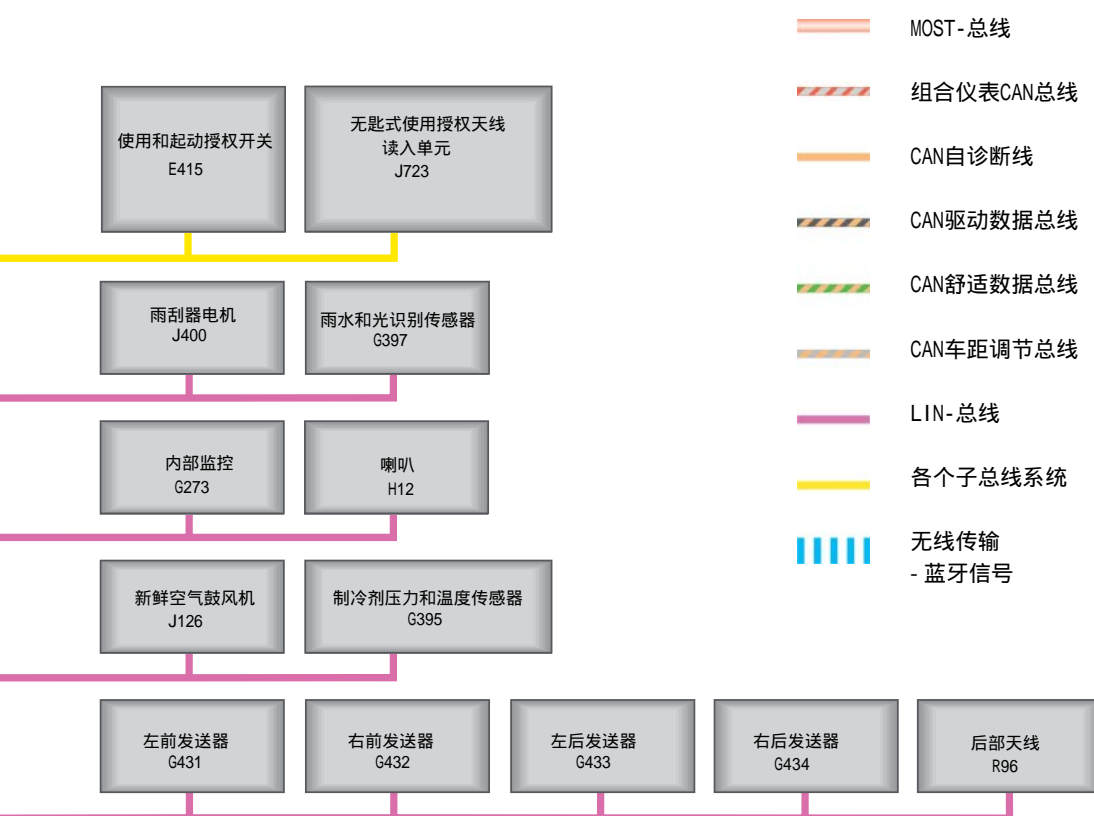 MOST-总线
组合仪表CAN总线
CAN自诊断线
CAN驱动数据总线
CAN舒适数据总线
CAN车距调节总线
LIN-总线
各个子总线系统
无线传输
-蓝牙信号
使用和起动授权开关
E415
无匙式使用授权天线
读入单元
J723
雨刮器电机
J400
雨水和光识别传感器
G397
内部监控
G273
喇叭
H12
新鲜空气鼓风机
J126
制冷剂压力和温度传感器
G395
左前发送器
G431
右前发送器
G432
左后发送器
G433
右后发送器
G434
后部天线
R96